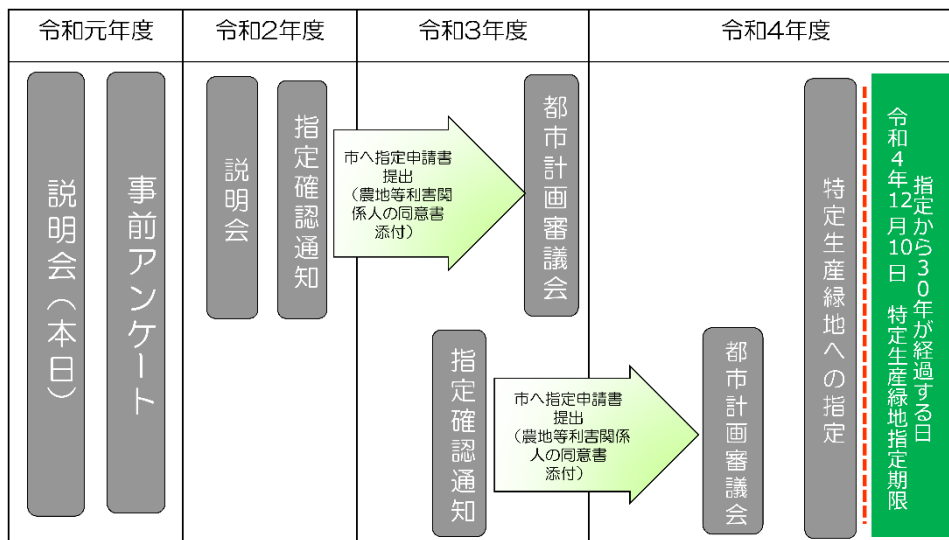 令和元年度
令和2年度
令和3年度
令和4年度
説明会(本日)
事前アンケート
説明会
指定確認通知
市へ指定申請書
提出
(農地等利害関
係人の同意書
添付)
都市計画審議会
指定確認通知
市へ指定申請書
提出
(農地等利害関係
人の同意書
添付)
都市計画審議会
特定生産緑地への指定
指定から30年が経過する日
令和4年12月10日 特定生産緑地指定期限